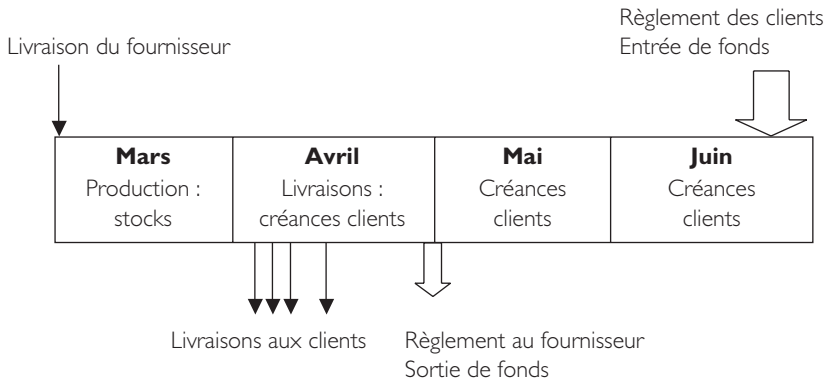 Règlement des clients
Entrée de fonds
Livraison du fournisseur
Mars
Production :
stocks
Avril
Livraisons :
créances clients
Mai
Créances
clients
Juin
Créances
clients
Livraisons aux clients
Règlement au fournisseur
Sortie de fonds